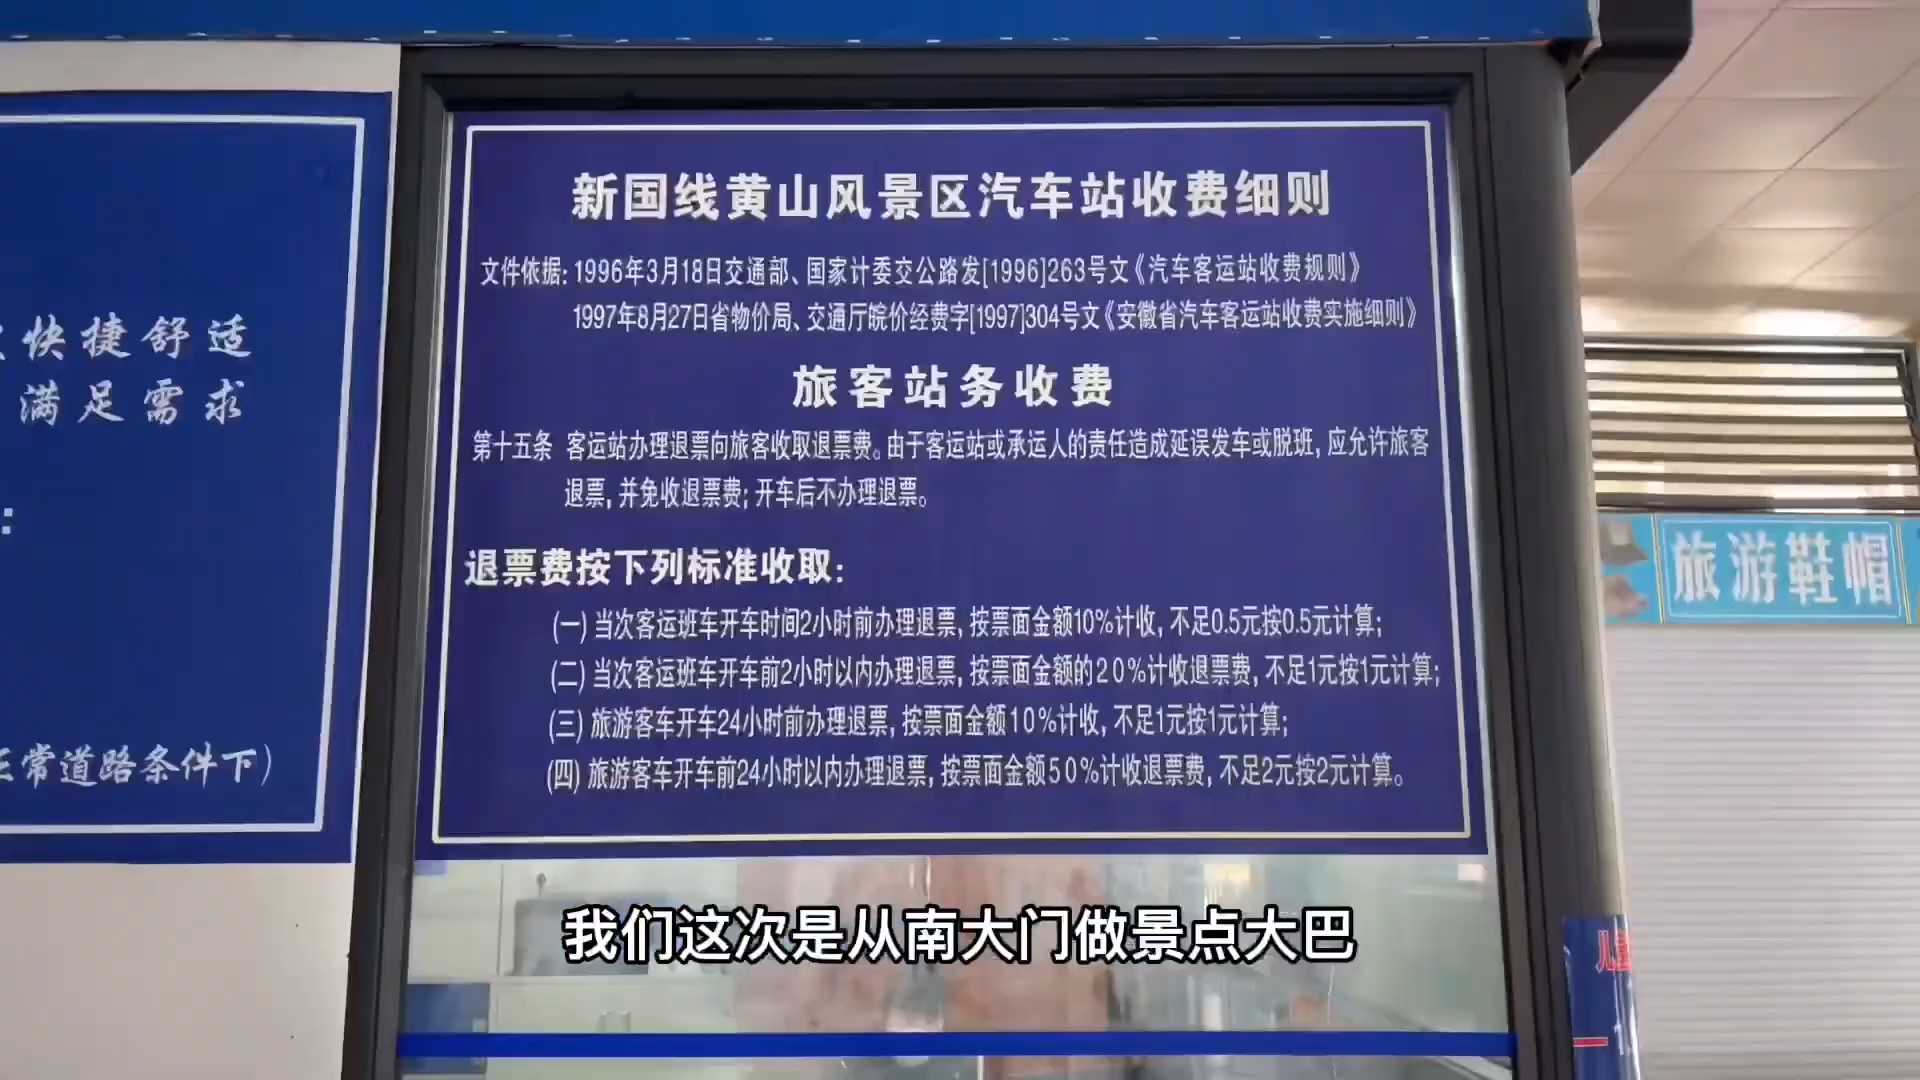 快捷舒适
满足需求
:
常道路条件下)
新国线黄山风景区汽车站收费细则
文件依据:1996年3月18日交通部、国家计委交公路发[1996]263号文《汽车客运站收费规则》
1997年8月27日省物价局、交通厅皖价经费字[1997]304号文《安徽省汽车客运站收费实施细则》
旅客站务收费
第十五条 客运站办理退票向旅客收取退票费。由于客运站或承运人的责任造成延误发车或脱班,应允许旅客
退票,并免收退票费;开车后不办理退票。
退票费按下列标准收取:
(一)当次客运班车开车时间2小时前办理退票,按票面金额10%计收,不足0.5元按0.5元计算;
(二)当次客运班车开车前2小时以内办理退票,按票面金额的20%计收退票费,不足1元按1元计算;
(三)旅游客车开车24小时前办理退票,按票面金额10%计收,不足1元按1元计算;
(四)旅游客车开车前24小时以内办理退票,按票面金额50%计收退票费,不足2元按2元计算。
旅游鞋帽
我们这次是从南大门做景点大巴
儿